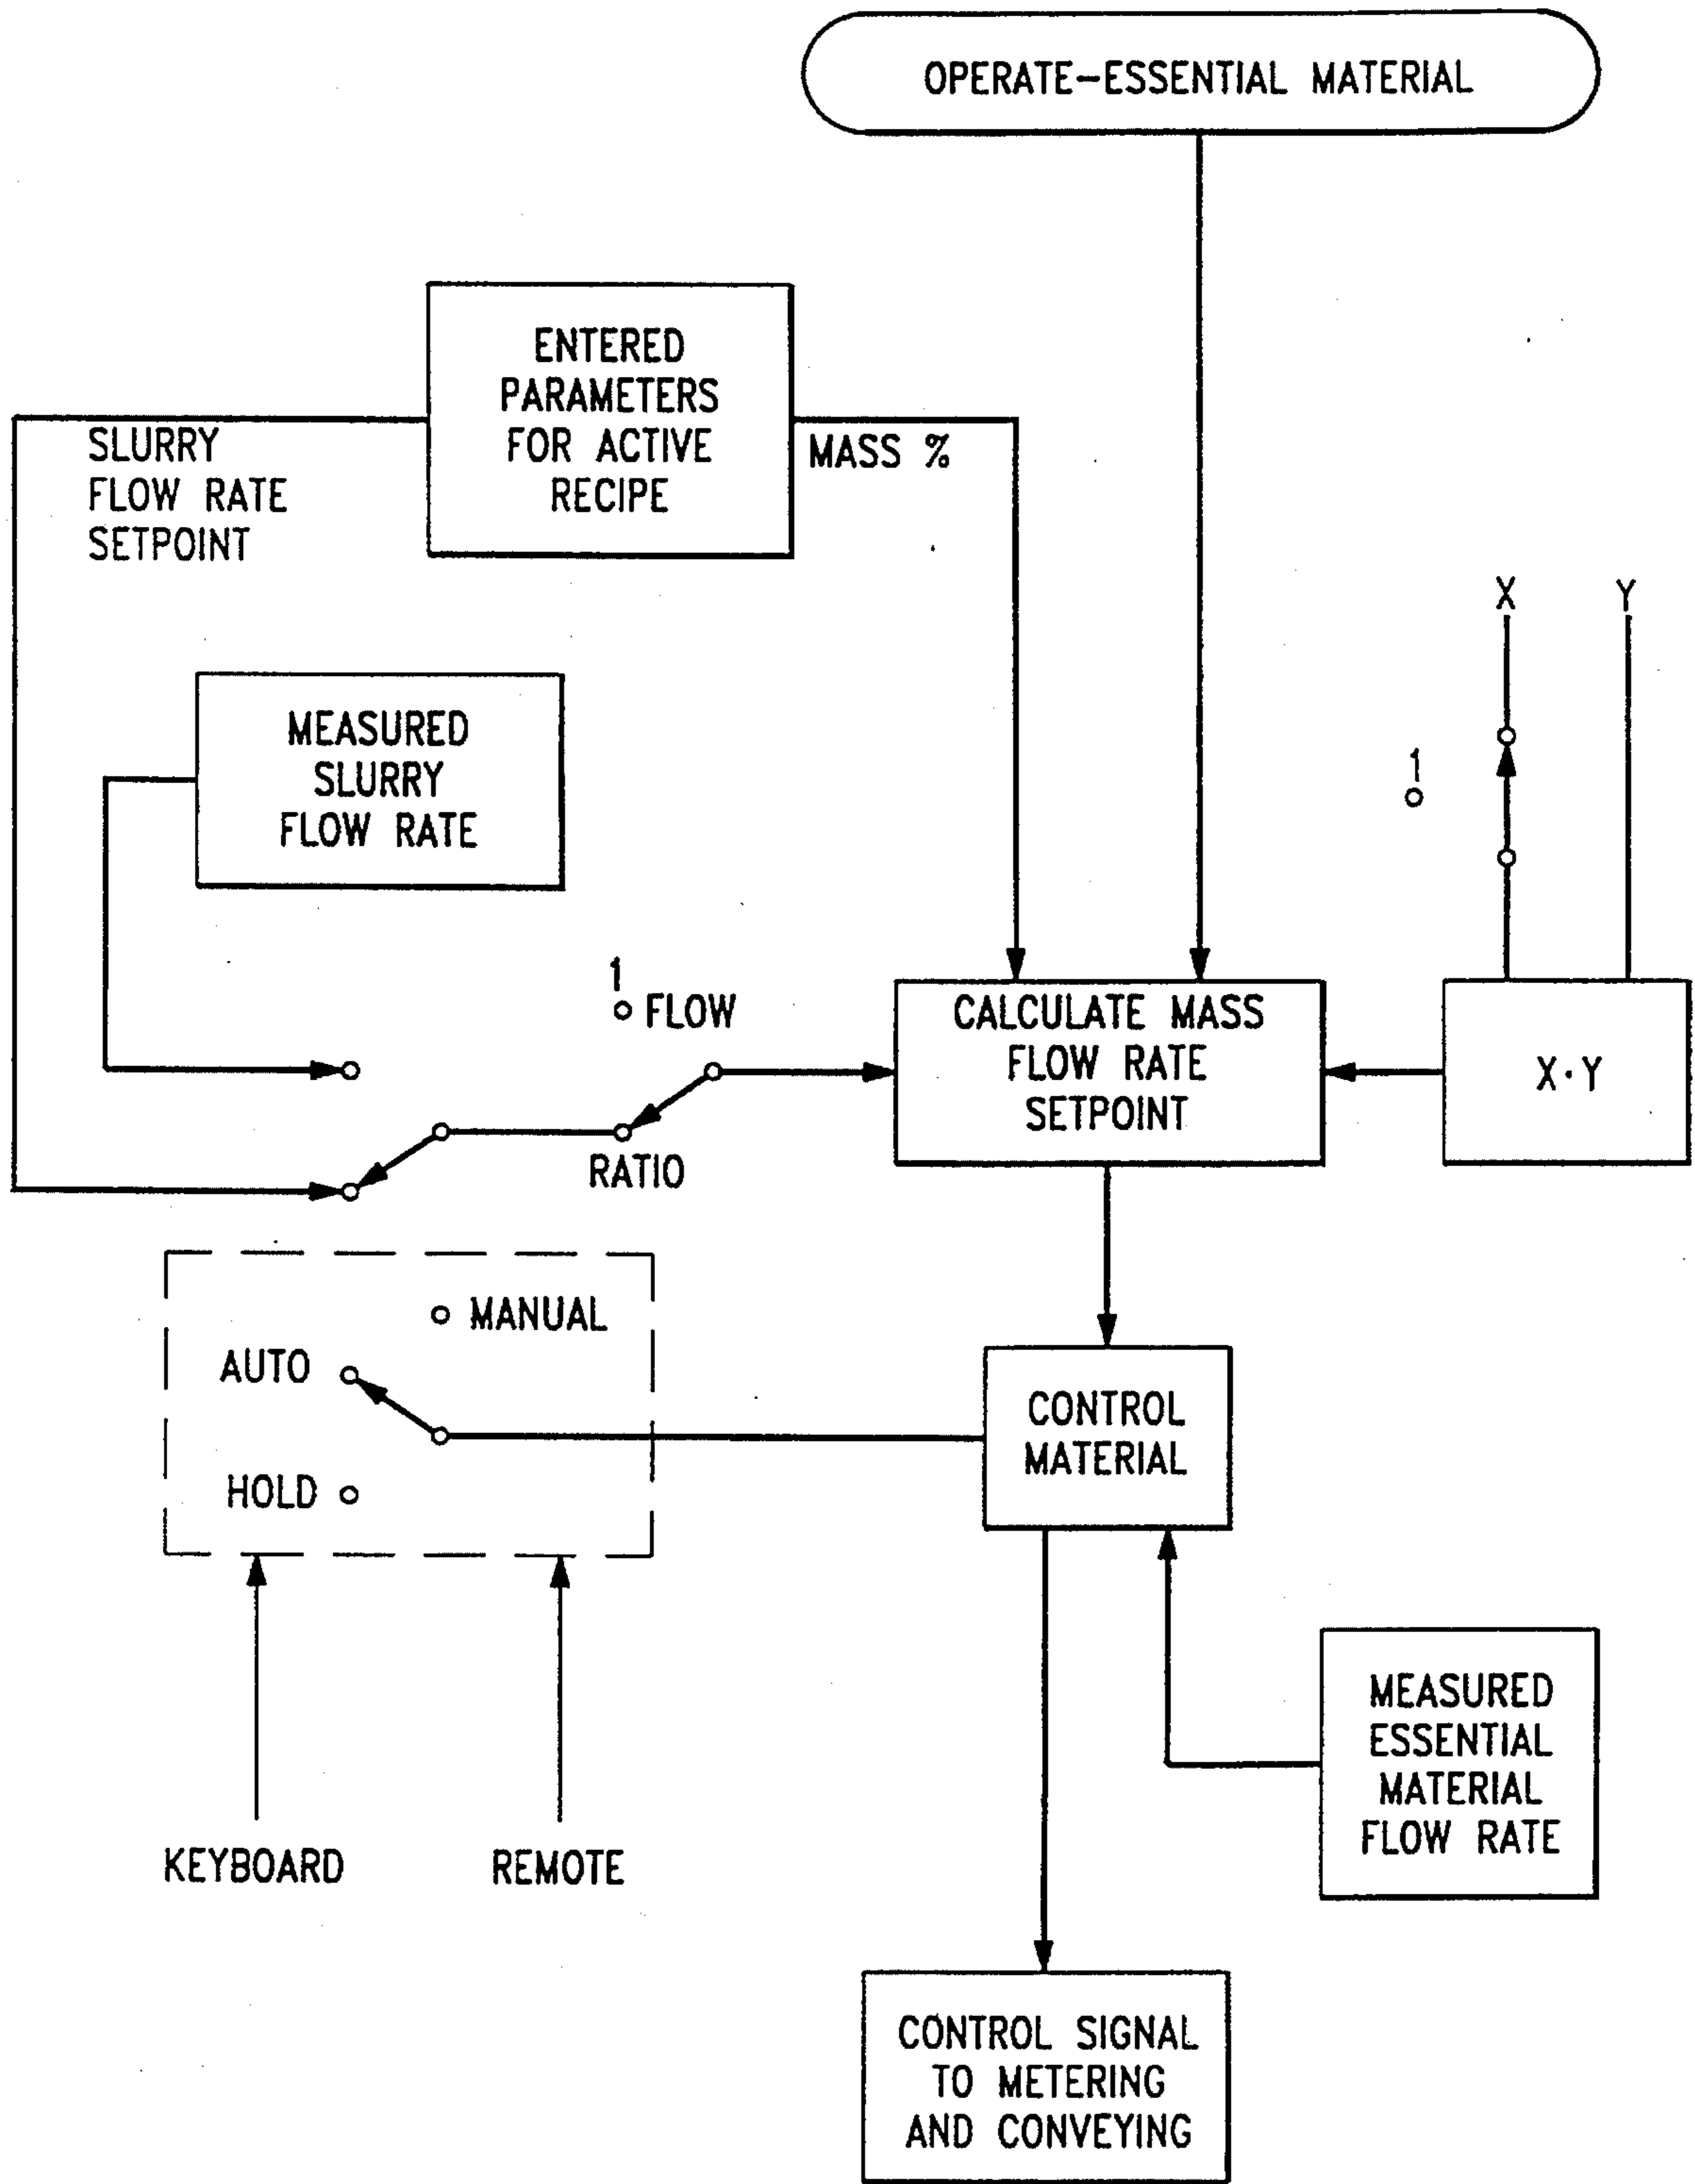 OPERATE-ESSENTIAL MATERIAL
ENTERED
PARAMETERS
FOR ACTIVE
RECIPE
SLURRY
FLOW RATE
SETPOINT
MASS %
X
Y
MEASURED
SLURRY
FLOW RATE
1
1
FLOW
CALCULATE MASS
FLOW RATE
SETPOINT
X·Y
RATIO
MANUAL
AUTO
HOLD
CONTROL
MATERIAL
KEYBOARD
REMOTE
MEASURED
ESSENTIAL
MATERIAL
FLOW RATE
CONTROL SIGNAL
TO METERING
AND CONVEYING